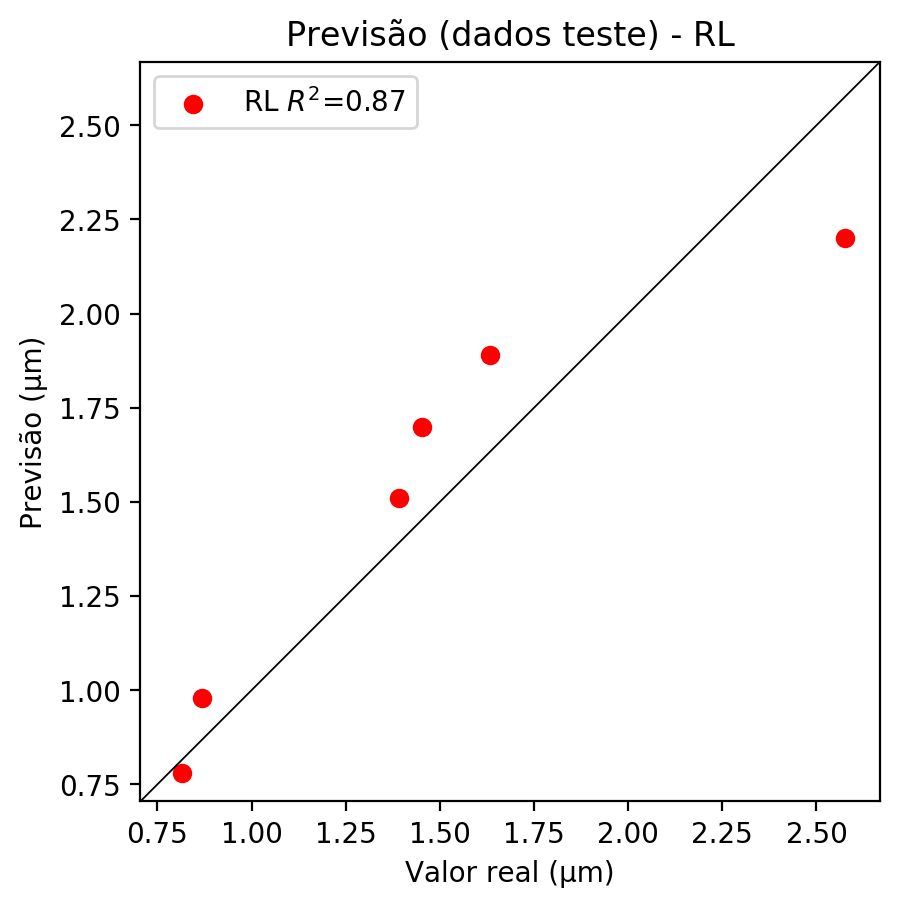 Previsão (dados teste) - RL
RL R²=0.87
Previsão (µm)
2.50
2.25
2.00
1.75
1.50
1.25
1.00
0.75
0.75 1.00 1.25 1.50 1.75 2.00 2.25 2.50
Valor real (µm)